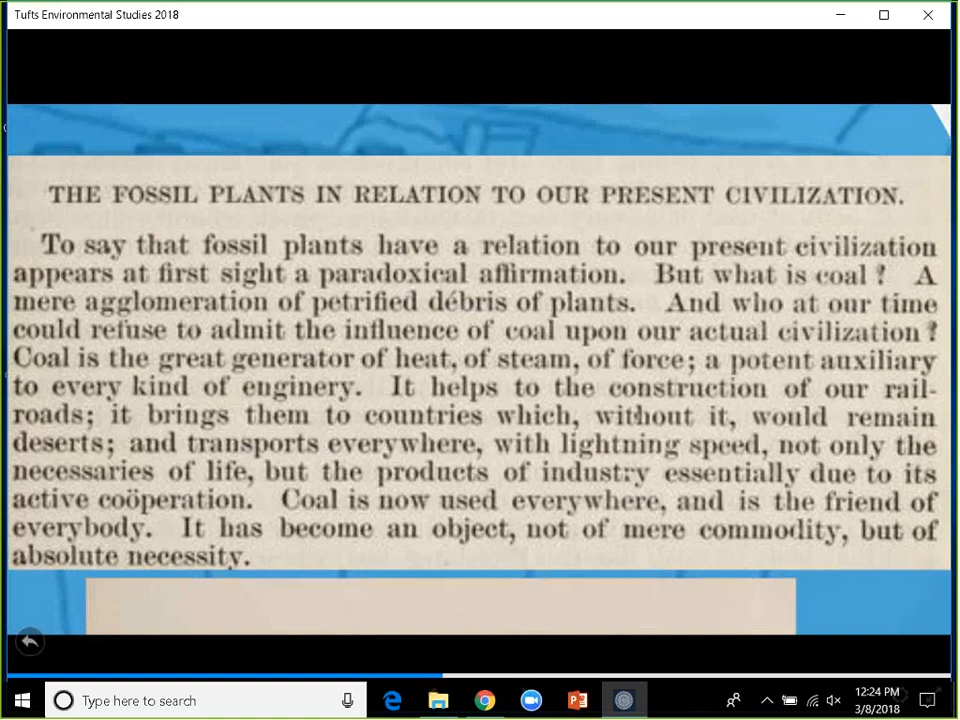 Tufts Environmental Studies 2018
THE FOSSIL PLANTS IN RELATION TO OUR PRESENT CIVILIZATION.
To say that fossil plants have a relation to our present civilization
appears at first sight a paradoxical affirmation. But what is coal? A
mere agglomeration of petrified débris of plants. And who at our time
could refuse to admit the influence of coal upon our actual civilization?
Coal is the great generator of heat, of steam, of force; a potent auxiliary
to every kind of enginery. It helps to the construction of our rail-
roads; it brings them to countries which, without it, would remain
deserts; and transports everywhere, with lightning speed, not only the
necessaries of life, but the products of industry essentially due to its
active coöperation. Coal is now used everywhere, and is the friend of
everybody. It has become an object, not of mere commodity, but of
absolute necessity.
Type here to search
12:24 PM
3/8/2018